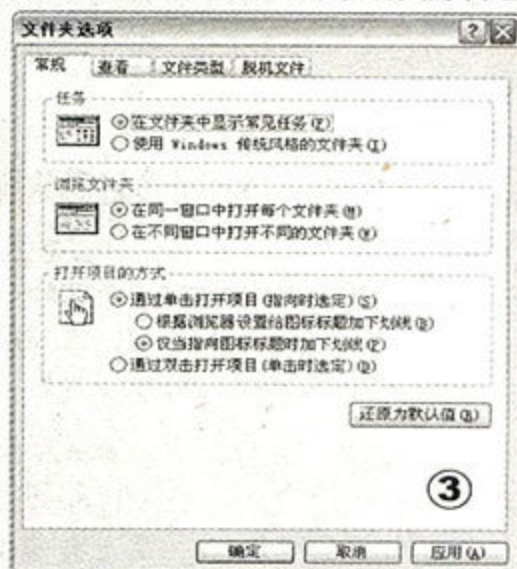 文件夹选项
常规 查看 文件类型 脱机文件
任务
在文件夹中显示常见任务(E)
使用 Windows 传统风格的文件夹(I)
浏览文件夹
在同一窗口中打开每个文件夹(M)
在不同窗口中打开不同的文件夹(W)
打开项目的方式
通过单击打开项目(指向时选定)(S)
根据浏览器设置给图标标题加下划线(B)
仅当指向图标标题时加下划线(P)
通过双击打开项目(单击时选定)(D)
还原为默认值(R)
③
确定 取消 应用(A)